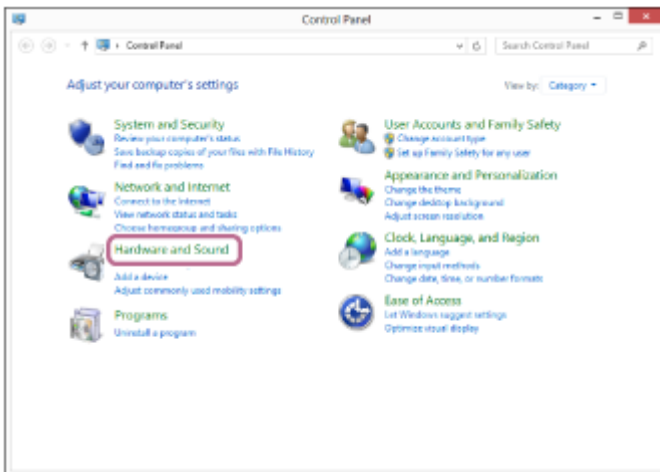 Control Panel
Control Panel
Search Control Panel
Adjust your computer's settings
View by: Category
System and Security
Review your computer's status
Save backup copies of your files with File History
Find and fix problems
Network and Internet
Connect to the Internet
View network status and tasks
Choose homegroup and sharing options
Hardware and Sound
Add a device
Adjust commonly used mobility settings
Programs
Uninstall a program
User Accounts and Family Safety
Change account type
Set up Family Safety for any user
Appearance and Personalization
Change the theme
Change desktop background
Adjust screen resolution
Clock, Language, and Region
Add a language
Change input methods
Change date, time, or number formats
Ease of Access
Let Windows suggest settings
Optimize visual display